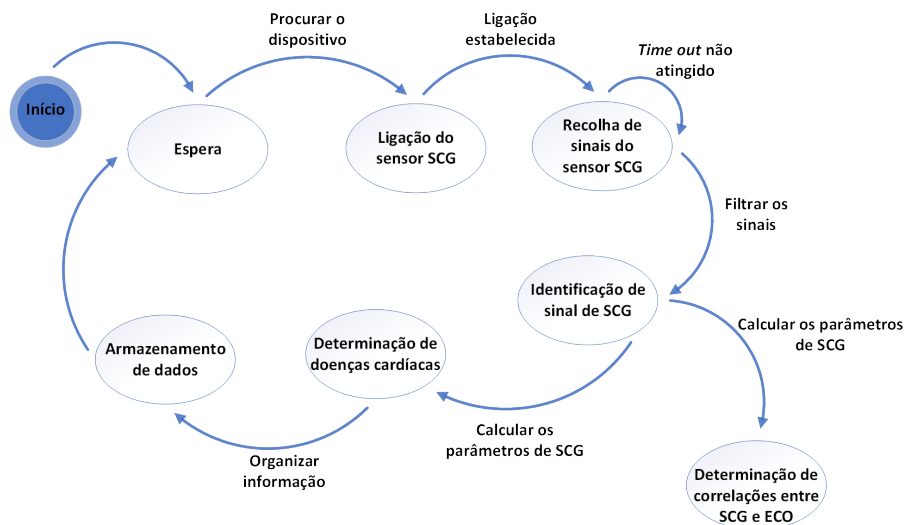 Procurar o
dispositivo
Ligação
estabelecida
Time out não
atingido
Início
Espera
Ligação do
sensor SCG
Recolha de
sinais do
sensor SCG
Filtrar os
sinais
Identificação de
sinal de SCG
Calcular os parâmetros
de SCG
Armazenamento
de dados
Determinação de
doenças cardíacas
Calcular os
parâmetros de SCG
Organizar
informação
Determinação de
correlações entre
SCG e ECO